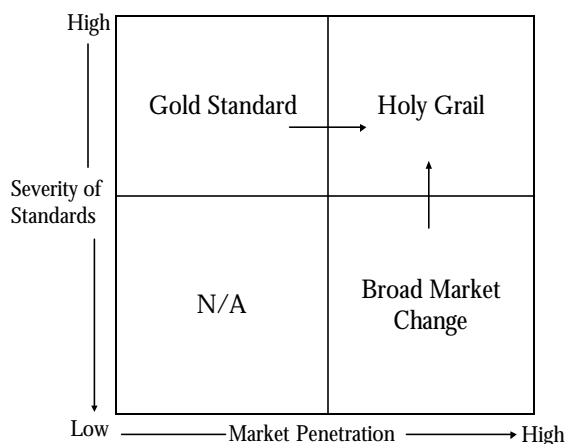 High
Gold Standard
Holy Grail
Severity of
Standards
N/A
Broad Market
Change
Low
Market Penetration
High